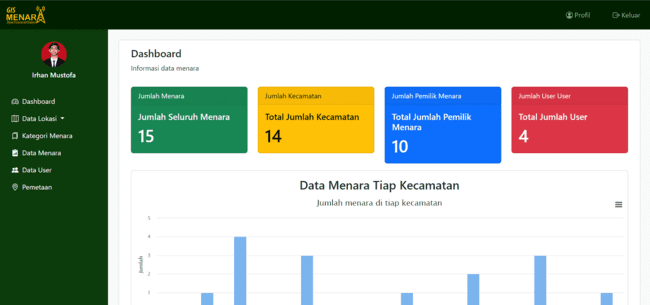 GIS
MENARA
Profil
Keluar
Irhan Mustofa
Dashboard
Data Lokasi
Kategori Menara
Data Menara
Data User
Pemetaan
Dashboard
Informasi data menara
Jumlah Menara
Jumlah Seluruh Menara
15
Jumlah Kecamatan
Total Jumlah Kecamatan
14
Jumlah Pemilik Menara
Total Jumlah Pemilik
Menara
10
Jumlah User User
Total Jumlah User
4
Data Menara Tiap Kecamatan
Jumlah menara di tiap kecamatan
Jumlah
5
4
3
2
1